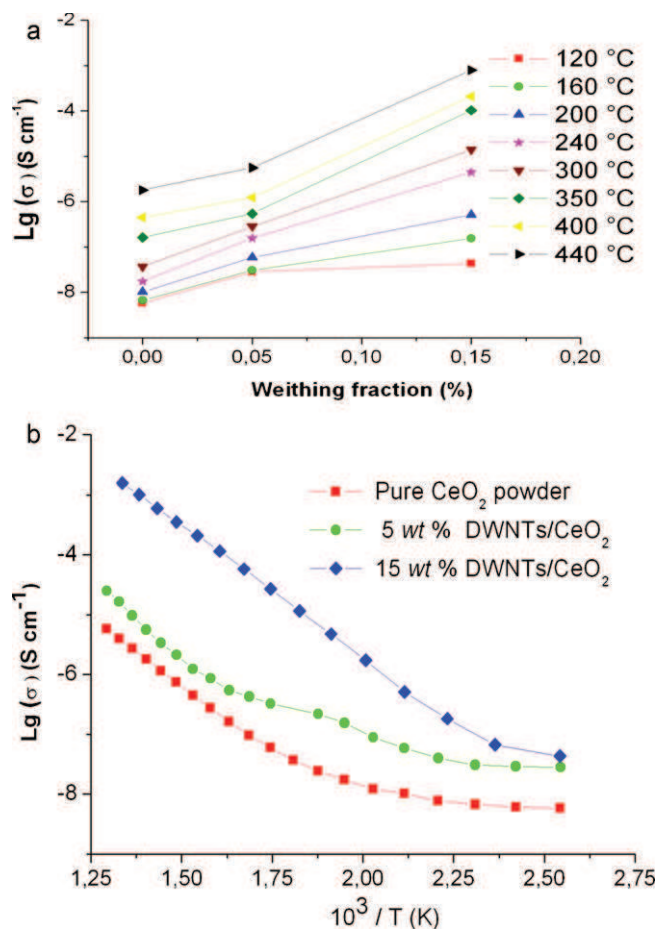 a
-2
-4
-6
-8
Lg (σ) (S cm⁻¹)
120 °C
160 °C
200 °C
240 °C
300 °C
350 °C
400 °C
440 °C
0,00 0,05 0,10 0,15 0,20
Weithing fraction (%)
b
-2
-4
-6
-8
Lg (σ) (S cm⁻¹)
Pure CeO₂ powder
5 wt % DWNTs/CeO₂
15 wt % DWNTs/CeO₂
1,25 1,50 1,75 2,00 2,25 2,50 2,75
10³ / T (K)